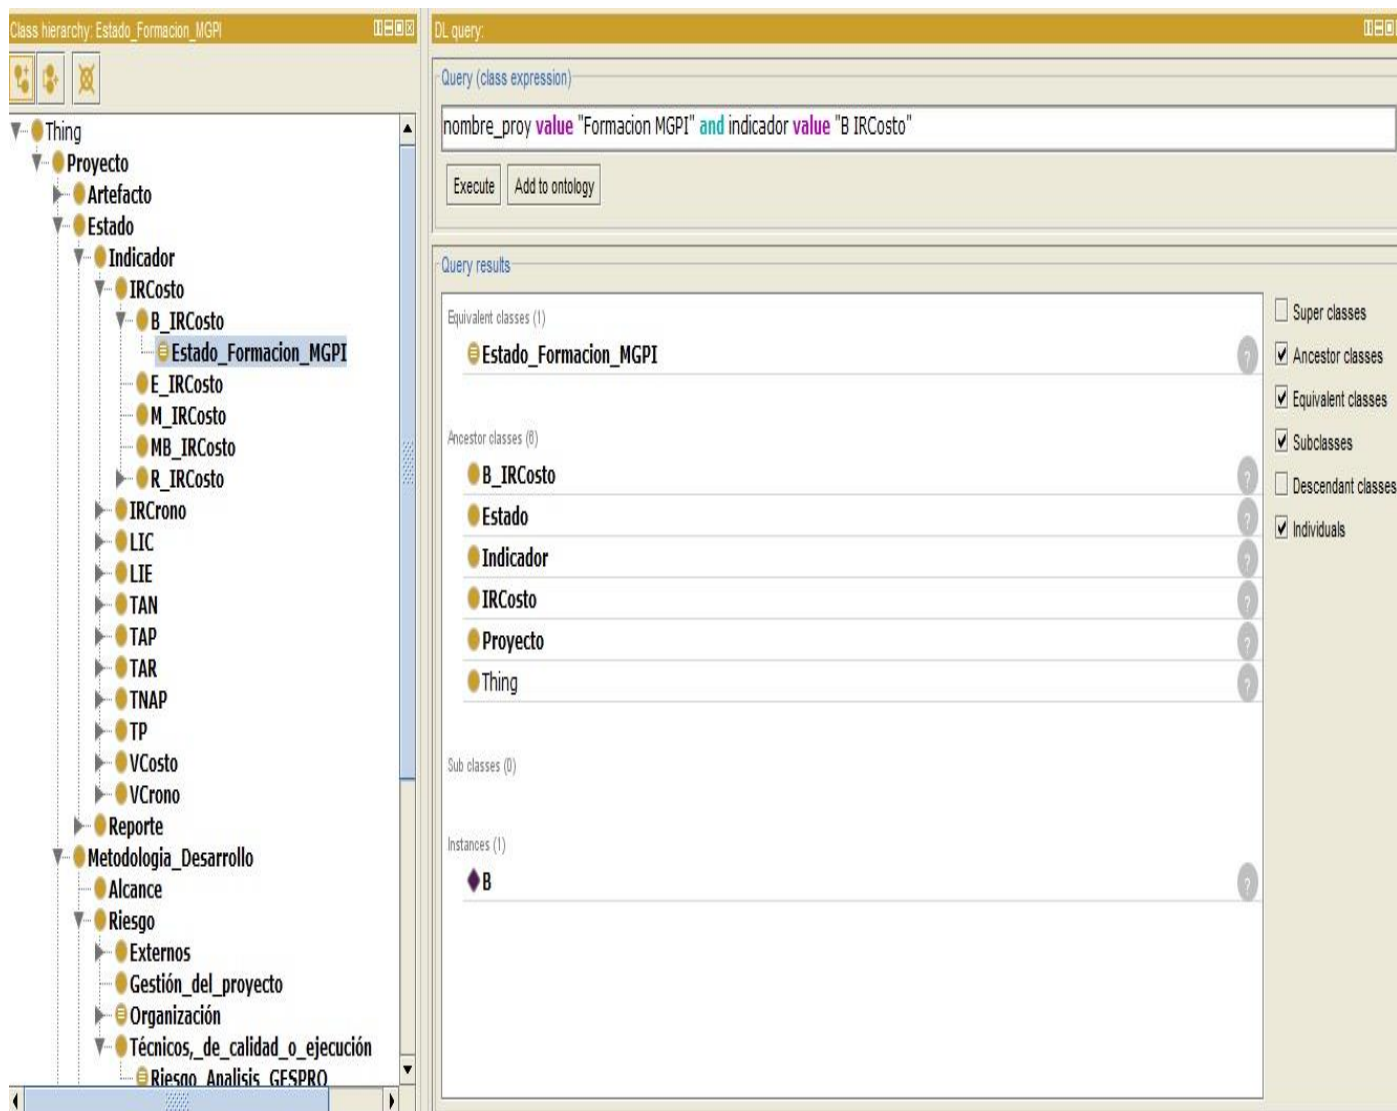 Class hierarchy: Estado_Formacion_MGPI
Thing
Proyecto
Artefacto
Estado
Indicador
IRCosto
B_IRCosto
Estado_Formacion_MGPI
E_IRCosto
M_IRCosto
MB_IRCosto
R_IRCosto
IRCrono
LIC
LIE
TAN
TAP
TAR
TNAP
TP
VCosto
VCrono
Reporte
Metodologia_Desarrollo
Alcance
Riesgo
Externos
Gestión_del_proyecto
Organización
Técnicos,_de_calidad_o_ejecución
Riesgo_Analisis_GESPRO
DL query:
Query (class expression)
nombre_proy value "Formacion MGPI" and indicador value "B IRCosto"
Execute
Add to ontology
Query results
Equivalent classes (1)
Estado_Formacion_MGPI
?
Ancestor classes (6)
B_IRCosto
?
Estado
?
Indicador
?
IRCosto
?
Proyecto
?
Thing
?
Sub classes (0)
Instances (1)
B
?
Super classes
Ancestor classes
Equivalent classes
Subclasses
Descendant classes
Individuals